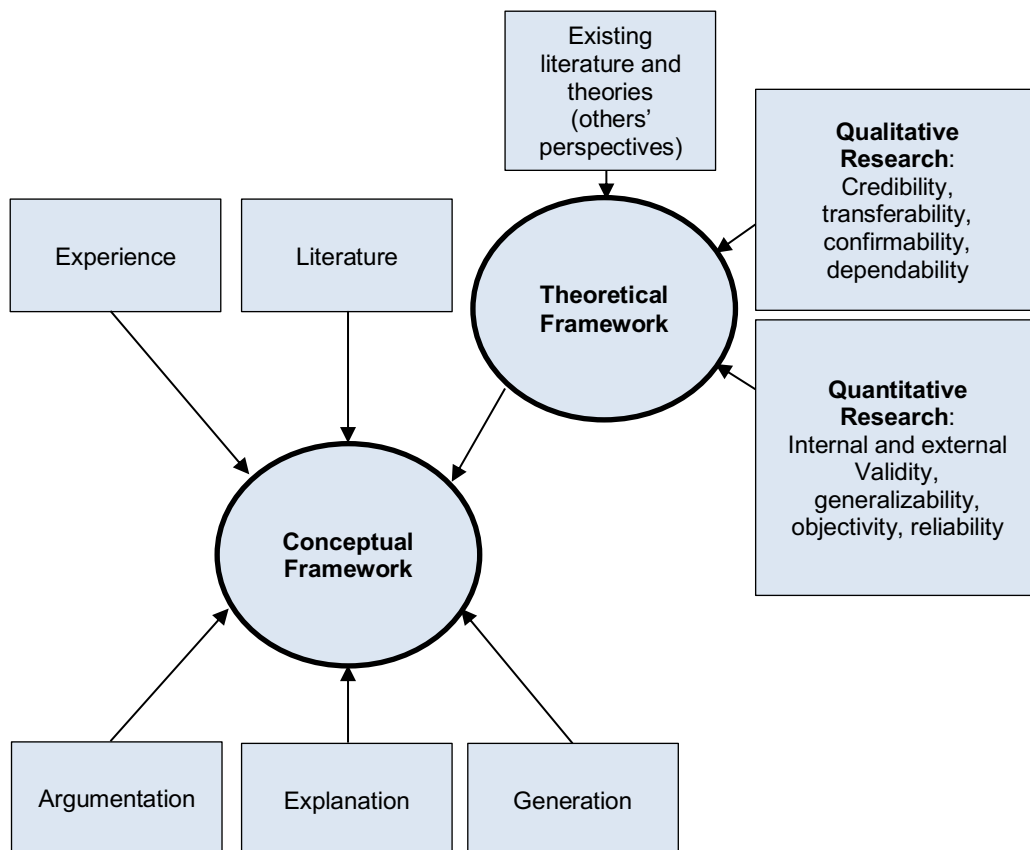 Existing
literature and
theories
(others’
perspectives)
Qualitative
Research:
Credibility,
transferability,
confirmability,
dependability
Experience
Literature
Theoretical
Framework
Quantitative
Research:
Internal and external
Validity,
generalizability,
objectivity, reliability
Conceptual
Framework
Argumentation
Explanation
Generation